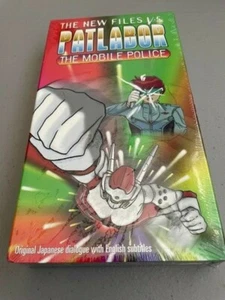 THE NEW FILES V.5
PATLABOR
THE MOBILE POLICE
Original Japanese dialogue with English subtitles